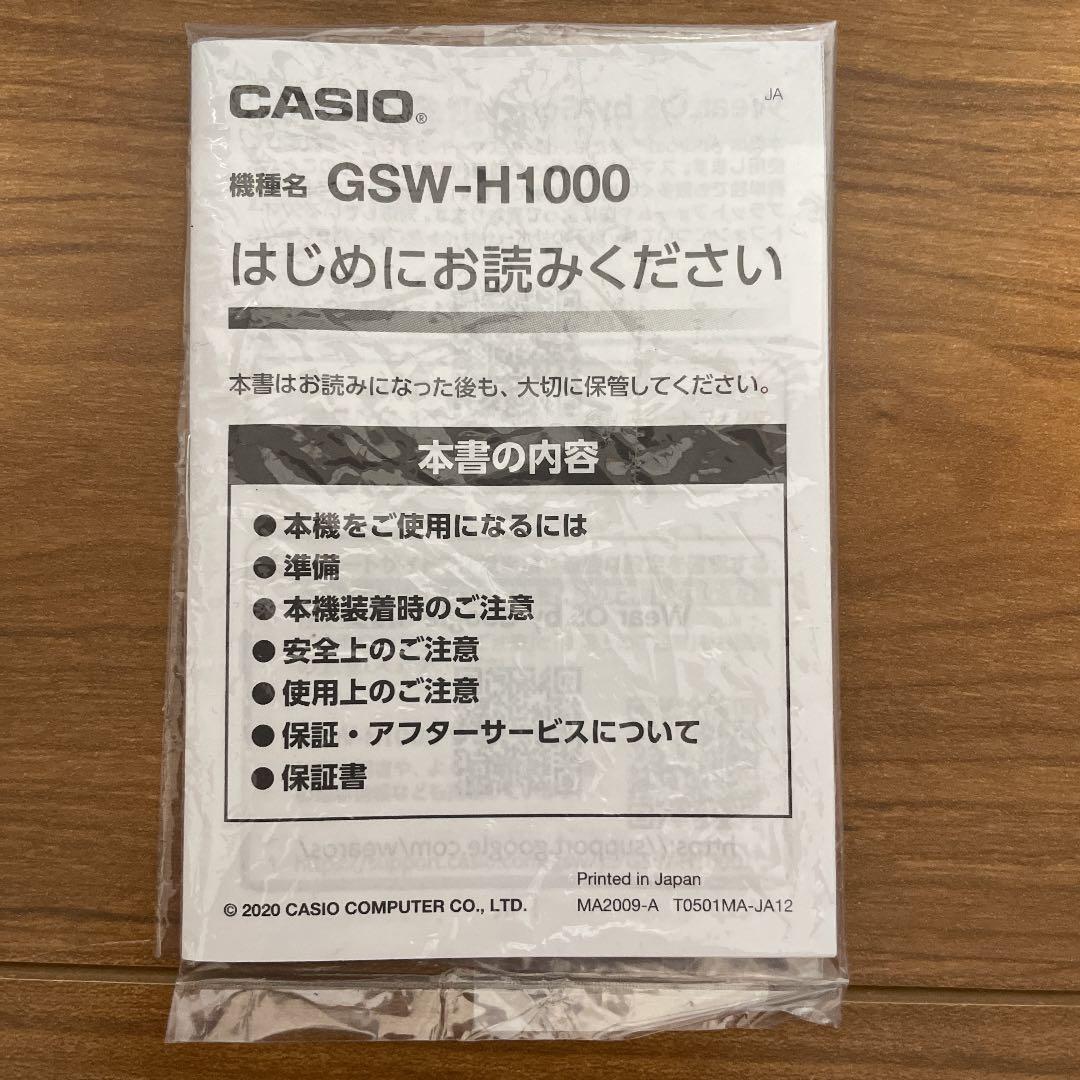 CASIO®
JA
機種名 GSW-H1000
はじめにお読みください
本書はお読みになった後も、大切に保管してください。
本書の内容
● 本機をご使用になるには
● 準備
● 本機装着時のご注意
● 安全上のご注意
● 使用上のご注意
● 保証・アフターサービスについて
● 保証書
https://support.google.com/wearos/
Printed in Japan
© 2020 CASIO COMPUTER CO., LTD.
MA2009-A T0501MA-JA12